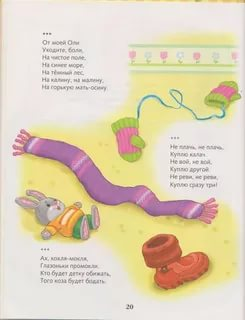 ***
От моей Оли
Уходите, боли,
На чистое поле,
На синее море,
На тёмный лес,
На калину, на малину,
На горькую мать-осину.
***
Не плачь, не плачь,
Куплю калач.
Не вой, не вой,
Куплю другой.
Не реви, не реви,
Куплю сразу три!
***
Ах, кокля-мокля,
Глазоньки промокли.
Кто будет детку обижать,
Того коза будет бодать.
20